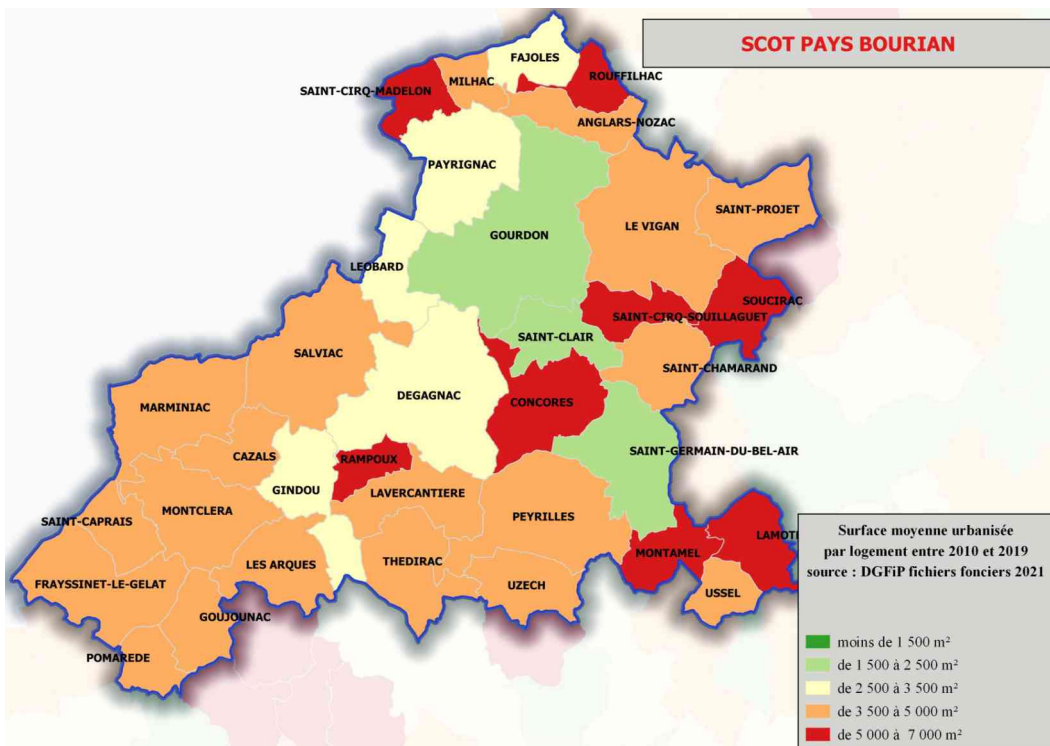 SCOT PAYS BOURIAN
FAJOLES
MILHAC
ROUFFILHAC
SAINT-CIRQ-MADELON
ANGLARS-NOZAC
PAYRIGNAC
SAINT-PROJET
LE VIGAN
GOURDON
LEOBARD
SOUCIRAC
SAINT-CIRQ-SOUILLAGUET
SAINT-CLAIR
SALVIAC
SAINT-CHAMARAND
DEGAGNAC
CONCORES
MARMINIAC
SAINT-GERMAIN-DU-BEL-AIR
CAZALS
RAMPOUX
GINDOU
LAVERCANTIERE
MONTCLERA
PEYRILLES
SAINT-CAPRAIS
LAMOT
MONTAMEL
LES ARQUES
THEDIRAC
FRAYSSINET-LE-GELAT
UZECH
USSEL
GOUJOUNAC
POMAREDE
Surface moyenne urbanisée
par logement entre 2010 et 2019
source : DGFiP fichiers fonciers 2021
moins de 1 500 m²
de 1 500 à 2 500 m²
de 2 500 à 3 500 m²
de 3 500 à 5 000 m²
de 5 000 à 7 000 m²